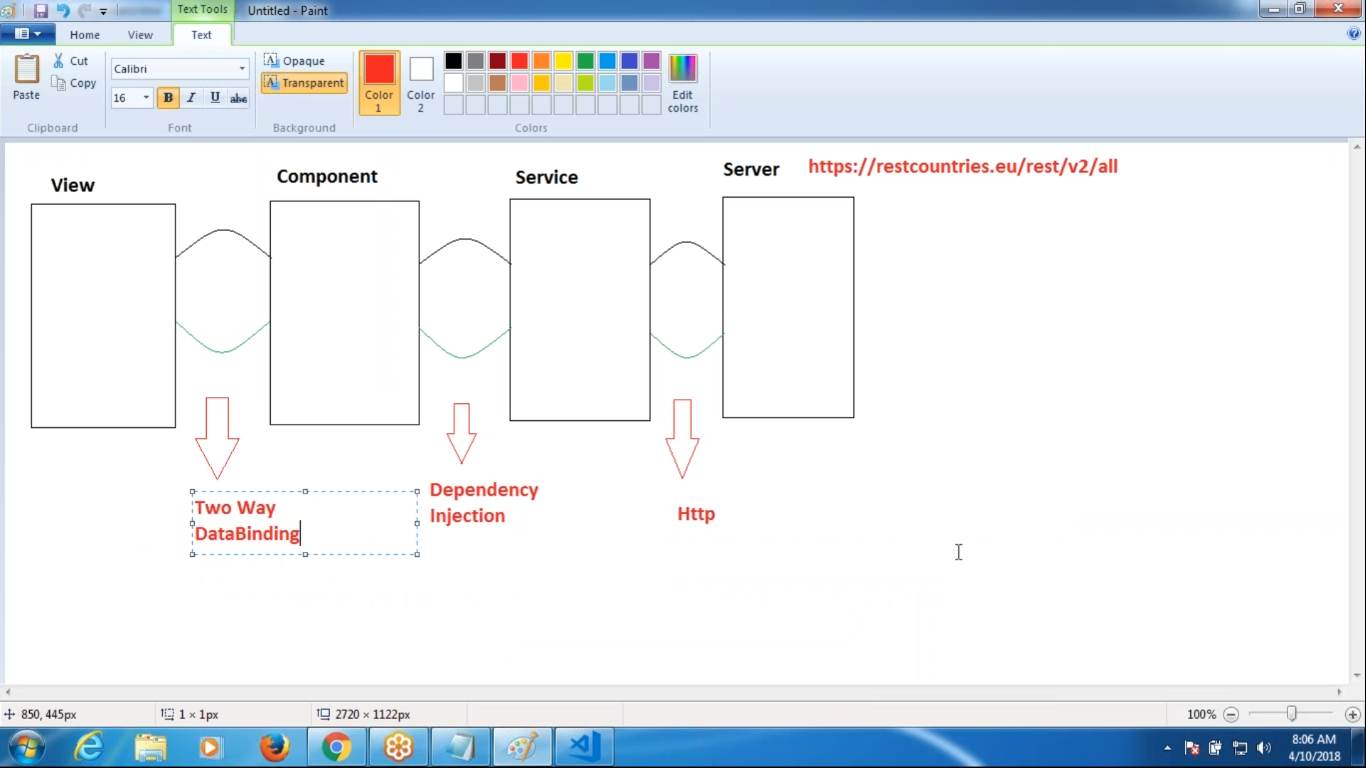 Text Tools
Untitled - Paint
Home
View
Text
Paste
Cut
Copy
Clipboard
Calibri
16
B I U abc
Font
Opaque
Transparent
Background
Color 1
Color 2
Edit colors
Colors
View
Component
Service
Server
https://restcountries.eu/rest/v2/all
Two Way
DataBinding
Dependency
Injection
Http
850, 445px
1 × 1px
2720 × 1122px
100%
8:06 AM
4/10/2018